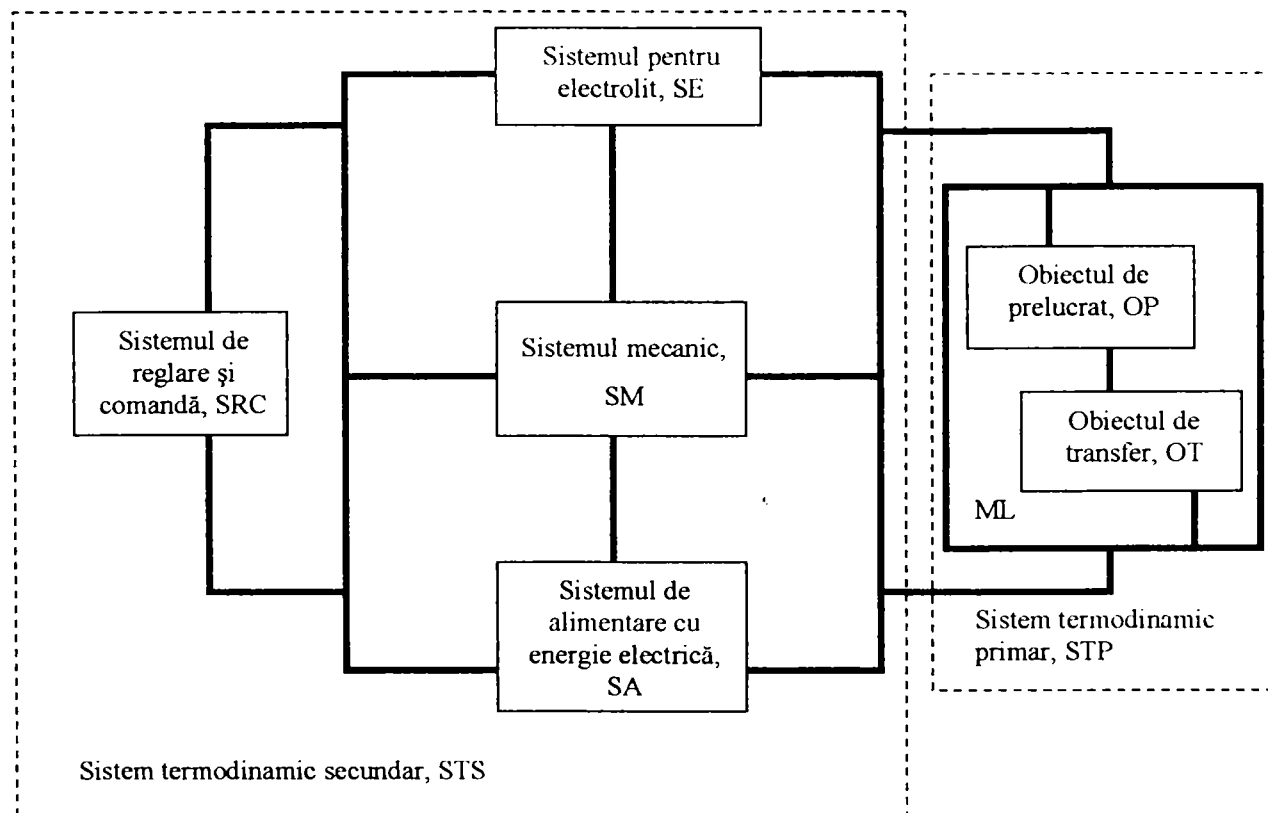 Sistemul pentru
electrolit, SE
Sistemul de
reglare şi
comandă, SRC
Sistemul mecanic,
SM
Sistemul de
alimentare cu
energie electrică,
SA
Sistem termodinamic secundar, STS
Obiectul de
prelucrat, OP
Obiectul de
transfer, OT
ML
Sistem termodinamic
primar, STP